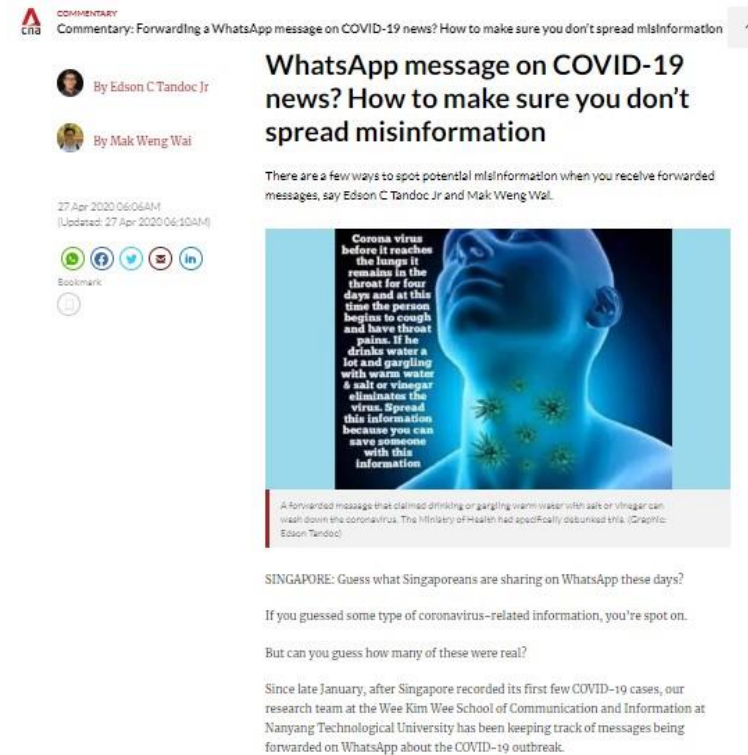 COMMENTARY
cna
Commentary: Forwarding a WhatsApp message on COVID-19 news? How to make sure you don't spread misinformation
By Edson C Tandoc Jr
By Mak Weng Wai
27 Apr 2020 06:06AM
(Updated: 27 Apr 2020 06:10AM)
Bookmark
WhatsApp message on COVID-19
news? How to make sure you don't
spread misinformation
There are a few ways to spot potential misinformation when you receive forwarded
messages, say Edson C Tandoc Jr and Mak Weng Wai.
Corona virus
before it reaches
the lungs it
remains in the
throat for four
days and at this
time the person
begins to cough
and have throat
pains. If he
drinks water a
lot and gargling
with warm water
& salt or vinegar
eliminates the
virus. Spread
this information
because you can
save someone
with this
information
A forwarded message that claimed drinking or gargling warm water with salt or vinegar can
wash down the coronavirus. The Ministry of Health had specifically debunked this. (Graphic:
Edson Tandoc)
SINGAPORE: Guess what Singaporeans are sharing on WhatsApp these days?
If you guessed some type of coronavirus-related information, you're spot on.
But can you guess how many of these were real?
Since late January, after Singapore recorded its first few COVID-19 cases, our
research team at the Wee Kim Wee School of Communication and Information at
Nanyang Technological University has been keeping track of messages being
forwarded on WhatsApp about the COVID-19 outbreak.